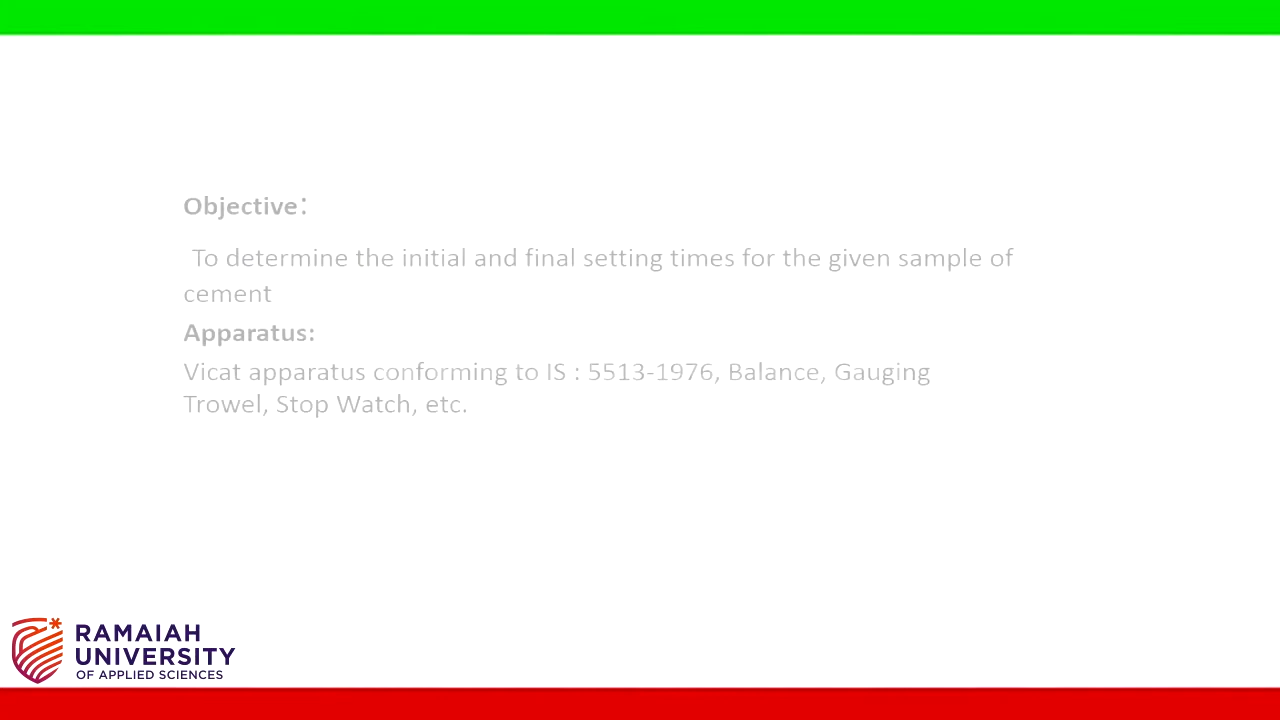 Objective:
To determine the initial and final setting times for the given sample of
cement
Apparatus:
Vicat apparatus conforming to IS : 5513-1976, Balance, Gauging
Trowel, Stop Watch, etc.
RAMAIAH
UNIVERSITY
OF APPLIED SCIENCES